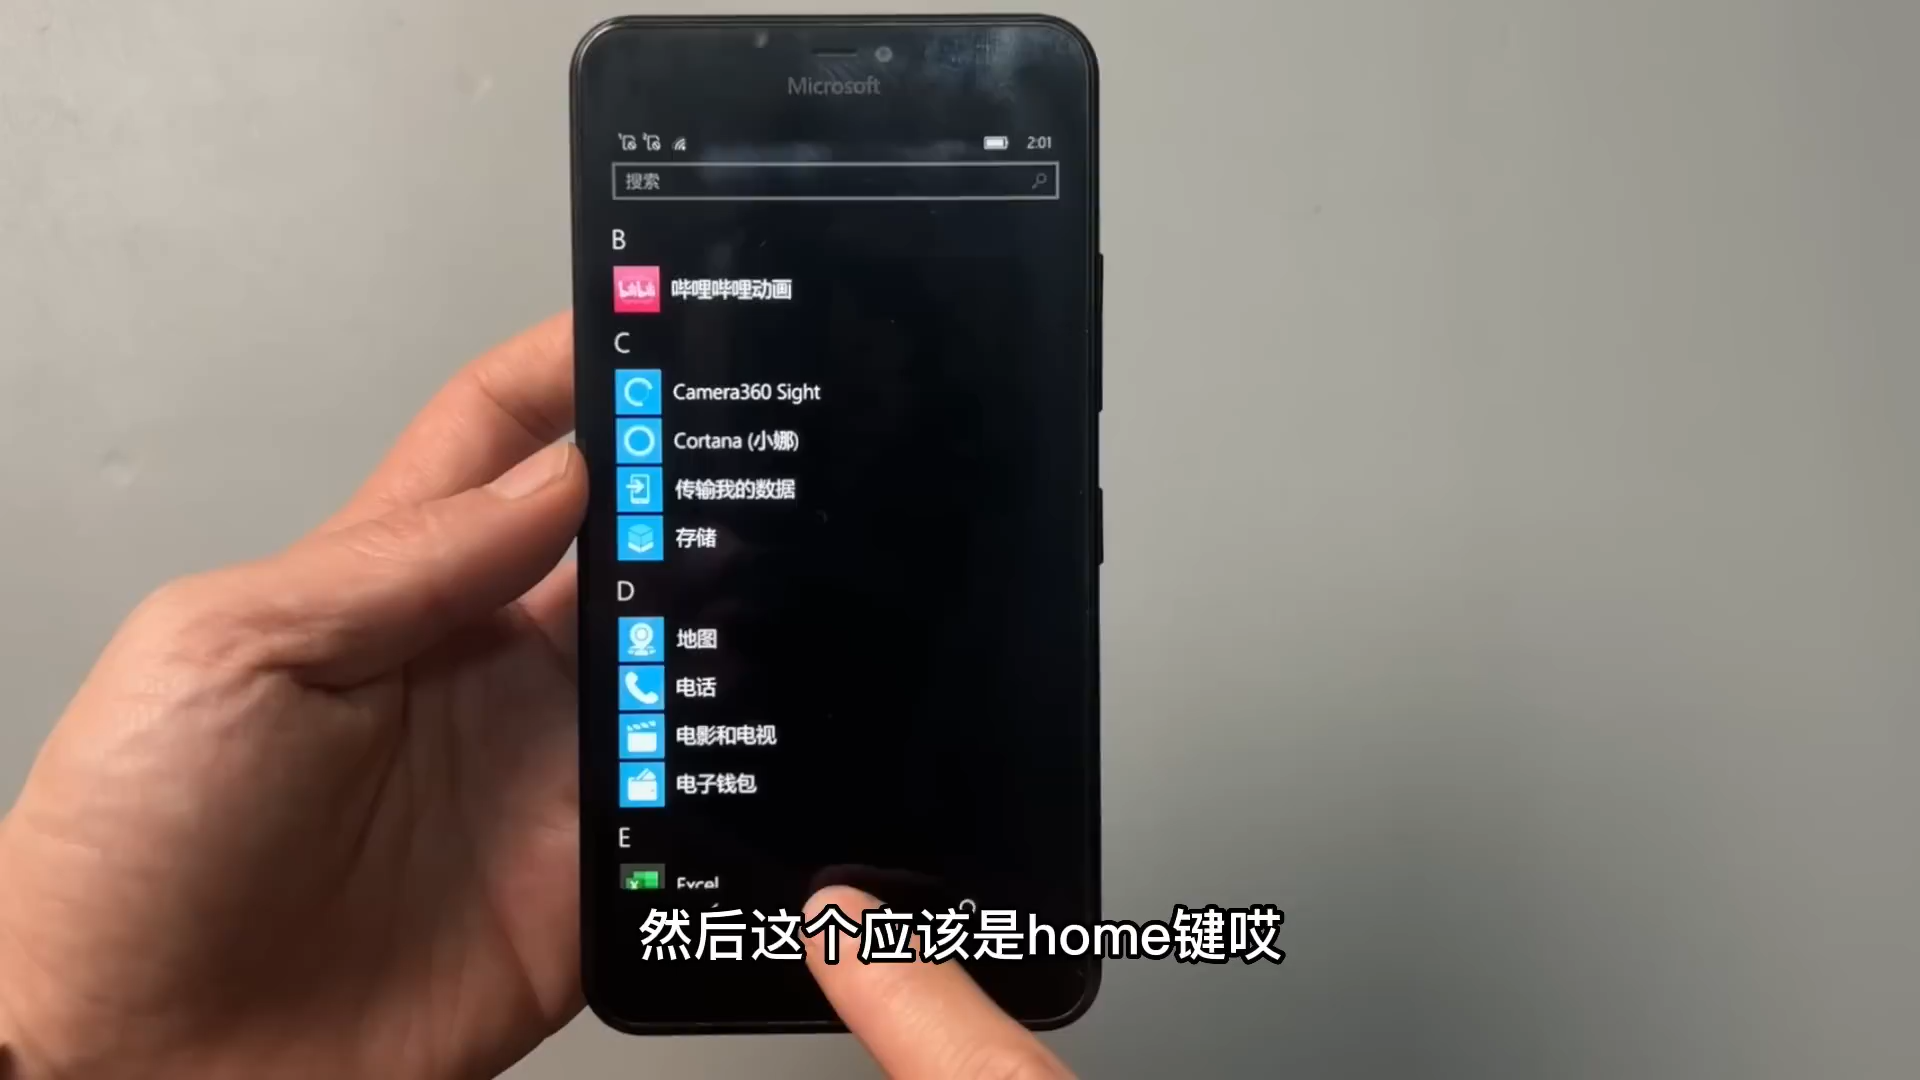 Microsoft
2:01
搜索
B
bilibili
哔哩哔哩动画
C
Camera360 Sight
Cortana (小娜)
传输我的数据
存储
D
地图
电话
电影和电视
电子钱包
E
Excel
然后这个应该是home键哎